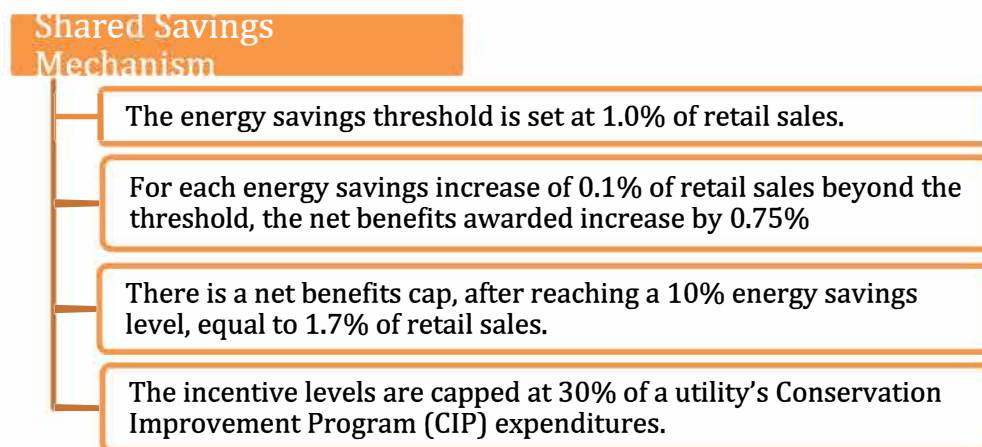 Shared Savings
Mechanism
The energy savings threshold is set at 1.0% of retail sales.
For each energy savings increase of 0.1% of retail sales beyond the
threshold, the net benefits awarded increase by 0.75%
There is a net benefits cap, after reaching a 10% energy savings
level, equal to 1.7% of retail sales.
The incentive levels are capped at 30% of a utility’s Conservation
Improvement Program (CIP) expenditures.